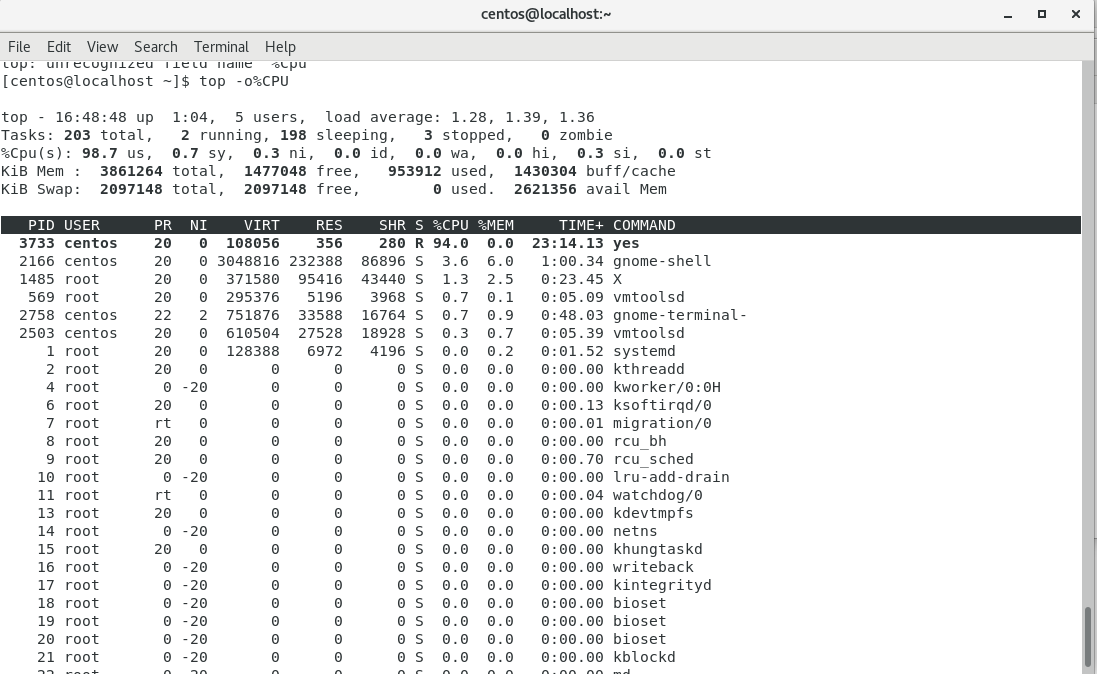 centos@localhost:~
File Edit View Search Terminal Help
top: unrecognized field name '%Cpu'
[centos@localhost ~]$ top -o%CPU
top - 16:48:48 up  1:04,  5 users,  load average: 1.28, 1.39, 1.36
Tasks: 203 total,   2 running, 198 sleeping,   3 stopped,   0 zombie
%Cpu(s): 98.7 us,  0.7 sy,  0.3 ni,  0.0 id,  0.0 wa,  0.0 hi,  0.3 si,  0.0 st
KiB Mem :  3861264 total,  1477048 free,   953912 used,  1430304 buff/cache
KiB Swap:  2097148 total,  2097148 free,        0 used.  2621356 avail Mem
PID USER      PR  NI    VIRT    RES    SHR S %CPU %MEM     TIME+ COMMAND
3733 centos    20   0  108056    356    280 R 94.0  0.0  23:14.13 yes
2166 centos    20   0 3048816 232388  86896 S  3.6  6.0   1:00.34 gnome-shell
1485 root      20   0  371580  95416  43440 S  1.3  2.5   0:23.45 X
569 root      20   0  295376   5196   3968 S  0.7  0.1   0:05.09 vmtoolsd
2758 centos    22   2  751876  33588  16764 S  0.7  0.9   0:48.03 gnome-terminal-
2503 centos    20   0  610504  27528  18928 S  0.3  0.7   0:05.39 vmtoolsd
1 root      20   0  128388   6972   4196 S  0.0  0.2   0:01.52 systemd
2 root      20   0       0      0      0 S  0.0  0.0   0:00.00 kthreadd
4 root       0 -20       0      0      0 S  0.0  0.0   0:00.00 kworker/0:0H
6 root      20   0       0      0      0 S  0.0  0.0   0:00.13 ksoftirqd/0
7 root      rt   0       0      0      0 S  0.0  0.0   0:00.01 migration/0
8 root      20   0       0      0      0 S  0.0  0.0   0:00.00 rcu_bh
9 root      20   0       0      0      0 S  0.0  0.0   0:00.70 rcu_sched
10 root       0 -20       0      0      0 S  0.0  0.0   0:00.00 lru-add-drain
11 root      rt   0       0      0      0 S  0.0  0.0   0:00.04 watchdog/0
13 root      20   0       0      0      0 S  0.0  0.0   0:00.00 kdevtmpfs
14 root       0 -20       0      0      0 S  0.0  0.0   0:00.00 netns
15 root      20   0       0      0      0 S  0.0  0.0   0:00.00 khungtaskd
16 root       0 -20       0      0      0 S  0.0  0.0   0:00.00 writeback
17 root       0 -20       0      0      0 S  0.0  0.0   0:00.00 kintegrityd
18 root       0 -20       0      0      0 S  0.0  0.0   0:00.00 bioset
19 root       0 -20       0      0      0 S  0.0  0.0   0:00.00 bioset
20 root       0 -20       0      0      0 S  0.0  0.0   0:00.00 bioset
21 root       0 -20       0      0      0 S  0.0  0.0   0:00.00 kblockd